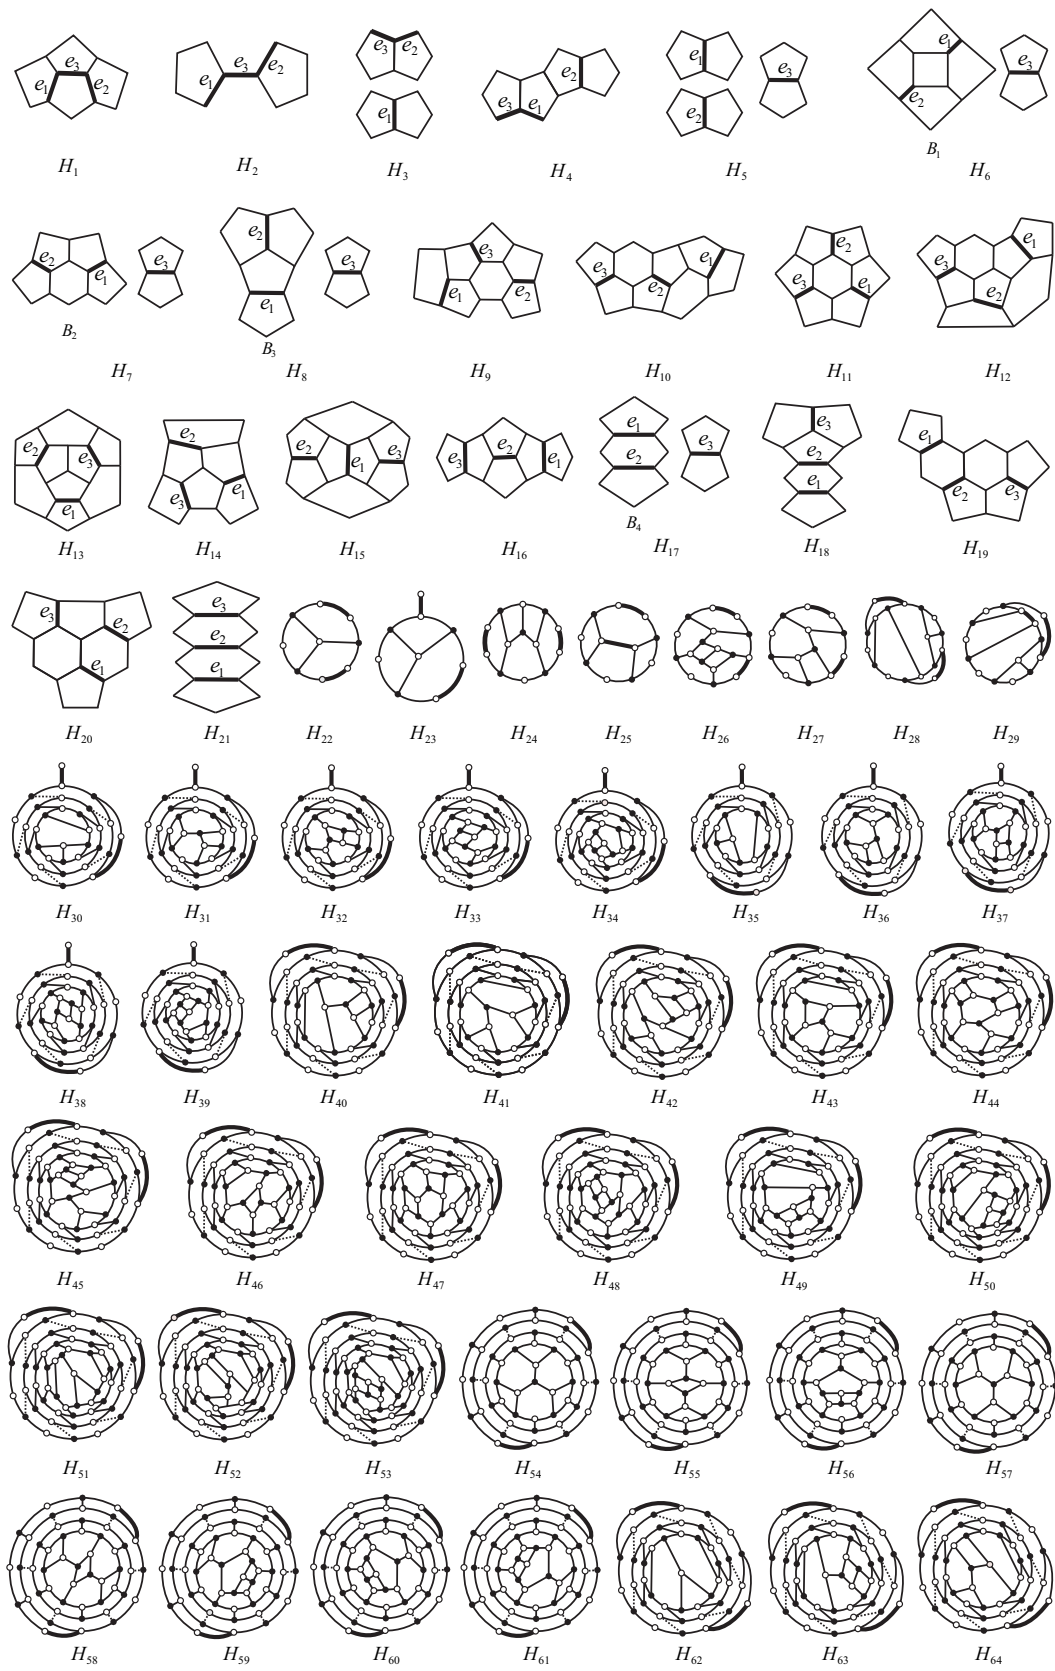 e₃ e₁ e₂ e₁ e₃ e₂ e₃ e₂ e₁ e₂ e₃ e₁ e₁ e₂ e₃ e₁ e₂ e₃
B₁
H₁ H₂ H₃ H₄ H₅ H₆
e₂ e₁ e₃ e₂ e₁ e₃ e₃ e₁ e₂ e₃ e₂ e₁ e₂ e₃ e₁ e₁ e₃ e₂
B₂ B₃
H₇ H₈ H₉ H₁₀ H₁₁ H₁₂
e₂ e₃ e₁ e₂ e₃ e₁ e₂ e₁ e₃ e₃ e₂ e₁ e₁ e₂ e₃ e₃ e₂ e₁ e₁ e₂ e₃
B₄
H₁₃ H₁₄ H₁₅ H₁₆ H₁₇ H₁₈ H₁₉
e₃ e₂ e₁ e₃ e₂ e₁
H₂₀ H₂₁ H₂₂ H₂₃ H₂₄ H₂₅ H₂₆ H₂₇ H₂₈ H₂₉
H₃₀ H₃₁ H₃₂ H₃₃ H₃₄ H₃₅ H₃₆ H₃₇
H₃₈ H₃₉ H₄₀ H₄₁ H₄₂ H₄₃ H₄₄
H₄₅ H₄₆ H₄₇ H₄₈ H₄₉ H₅₀
H₅₁ H₅₂ H₅₃ H₅₄ H₅₅ H₅₆ H₅₇
H₅₈ H₅₉ H₆₀ H₆₁ H₆₂ H₆₃ H₆₄